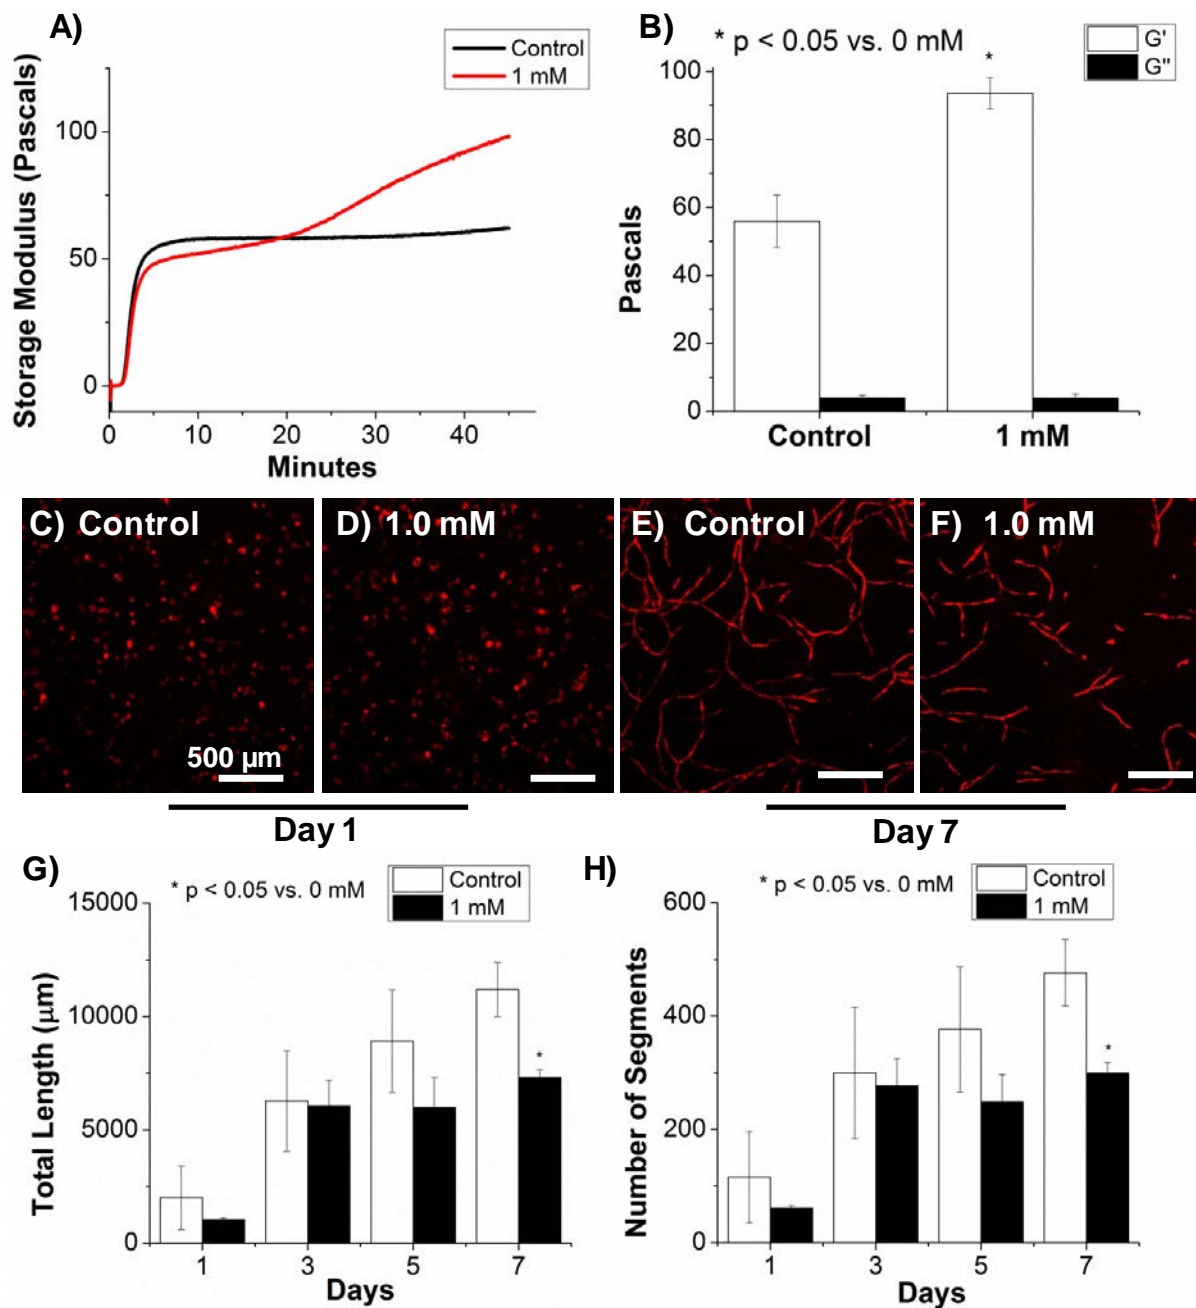 A)
Control
1 mM
Storage Modulus (Pascals)
100
50
0
0 10 20 30 40
Minutes
B)
* p < 0.05 vs. 0 mM
G'
G"
*
Pascals
100
80
60
40
20
0
Control 1 mM
C) Control
D) 1.0 mM
E) Control
F) 1.0 mM
500 µm
Day 1
Day 7
G)
* p < 0.05 vs. 0 mM
Control
1 mM
Total Length (µm)
15000
10000
5000
0
*
1 3 5 7
Days
H)
* p < 0.05 vs. 0 mM
Control
1 mM
Number of Segments
600
400
200
0
*
1 3 5 7
Days